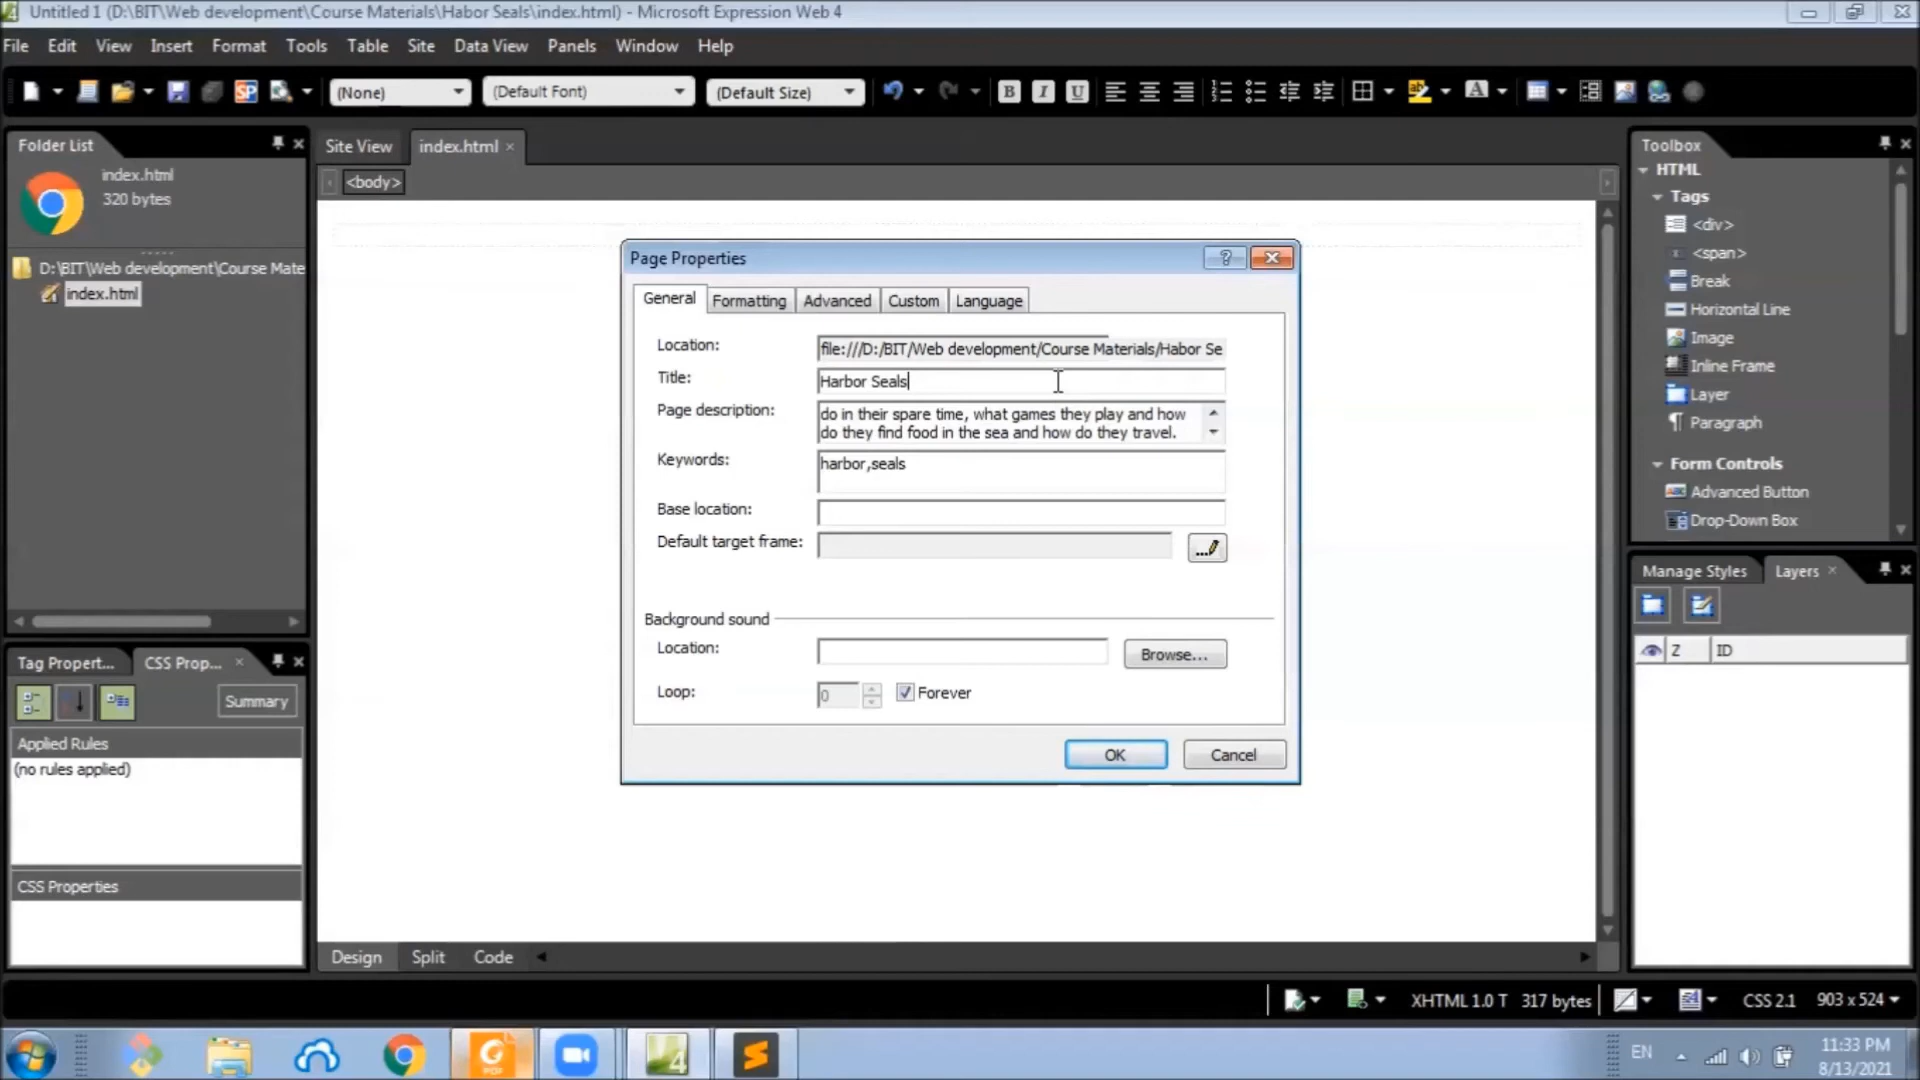 Untitled 1 (D:\BIT\Web development\Course Materials\Habor Seals\index.html) - Microsoft Expression Web 4
File Edit View Insert Format Tools Table Site Data View Panels Window Help
(None) (Default Font) (Default Size) B I U A
Folder List
index.html
320 bytes
D:\BIT\Web development\Course Mate
index.html
Site View index.html
<body>
Page Properties
General Formatting Advanced Custom Language
Location: file:///D:/BIT/Web development/Course Materials/Habor Se
Title: Harbor Seals
Page description: do in their spare time, what games they play and how
do they find food in the sea and how do they travel.
Keywords: harbor,seals
Base location:
Default target frame:
Background sound
Location: Browse...
Loop: 0 Forever
OK Cancel
Toolbox
HTML
Tags
<div>
<span>
Break
Horizontal Line
Image
Inline Frame
Layer
Paragraph
Form Controls
Advanced Button
Drop-Down Box
Manage Styles Layers
Z ID
Tag Propert... CSS Prop...
Summary
Applied Rules
(no rules applied)
CSS Properties
Design Split Code
XHTML 1.0 T 317 bytes CSS 2.1 903 x 524
EN 11:33 PM
8/13/2021